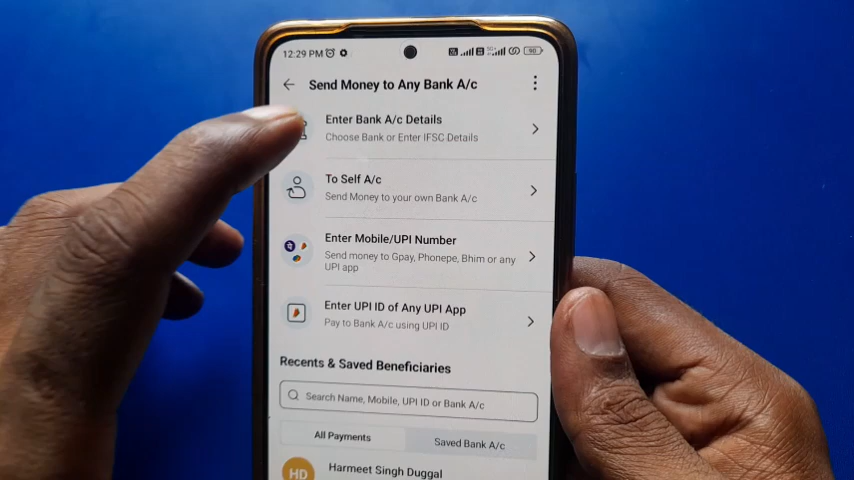 12:29 PM
90
Send Money to Any Bank A/c
Enter Bank A/c Details
Choose Bank or Enter IFSC Details
To Self A/c
Send Money to your own Bank A/c
Enter Mobile/UPI Number
Send money to Gpay, Phonepe, Bhim or any
UPI app
Enter UPI ID of Any UPI App
Pay to Bank A/c using UPI ID
Recents & Saved Beneficiaries
Search Name, Mobile, UPI ID or Bank A/c
All Payments
Saved Bank A/c
HD
Harmeet Singh Duggal